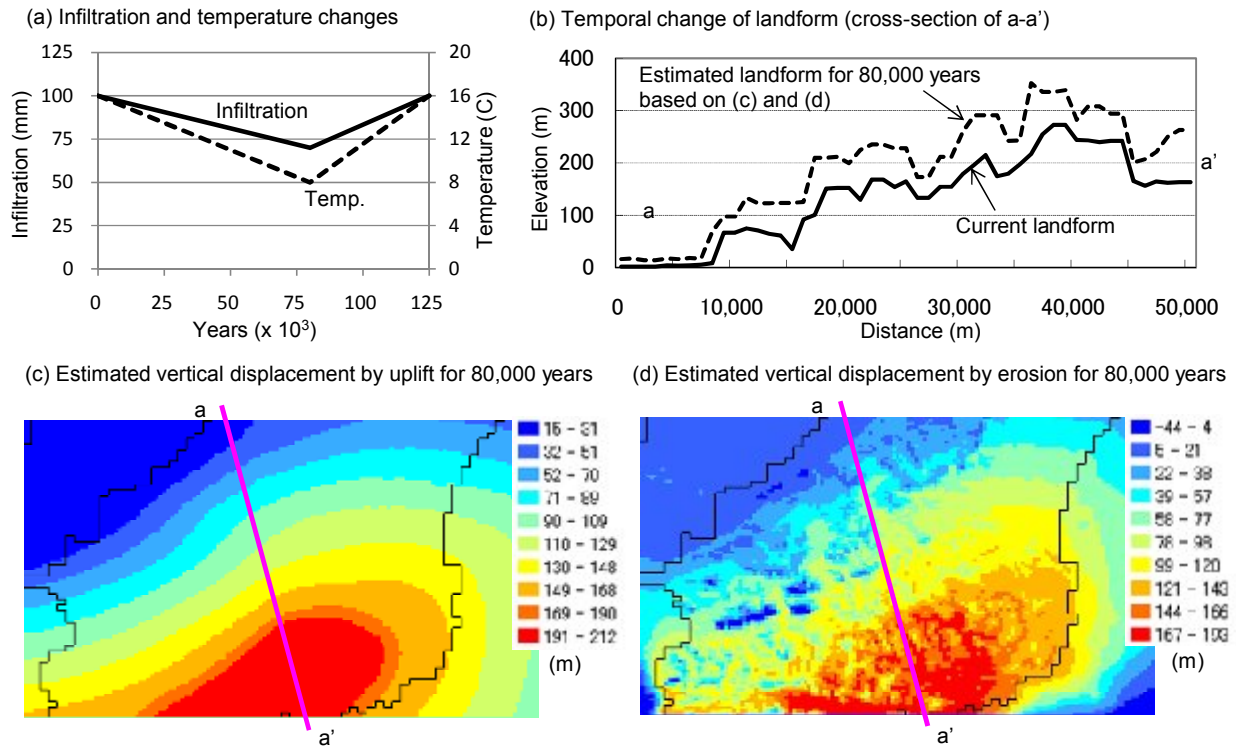 (a) Infiltration and temperature changes
125
100
75
50
25
0
Infiltration (mm)
Infiltration
Temp.
20
16
12
8
4
0
Temperature (C)
0 25 50 75 100 125
Years (x 10³)
(b) Temporal change of landform (cross-section of a-a’)
400
300
200
100
0
Elevation (m)
Estimated landform for 80,000 years
based on (c) and (d)
a
a’
Current landform
0 10,000 20,000 30,000 40,000 50,000
Distance (m)
(c) Estimated vertical displacement by uplift for 80,000 years
a
a’
32 – 51
52 – 70
71 – 89
90 – 109
110 – 129
130 – 148
149 – 168
169 – 190
191 – 212
(m)
(d) Estimated vertical displacement by erosion for 80,000 years
a
a’
-44 – 4
5 – 21
22 – 38
39 – 57
58 – 77
78 – 98
99 – 120
121 – 143
144 – 166
167 – 193
(m)